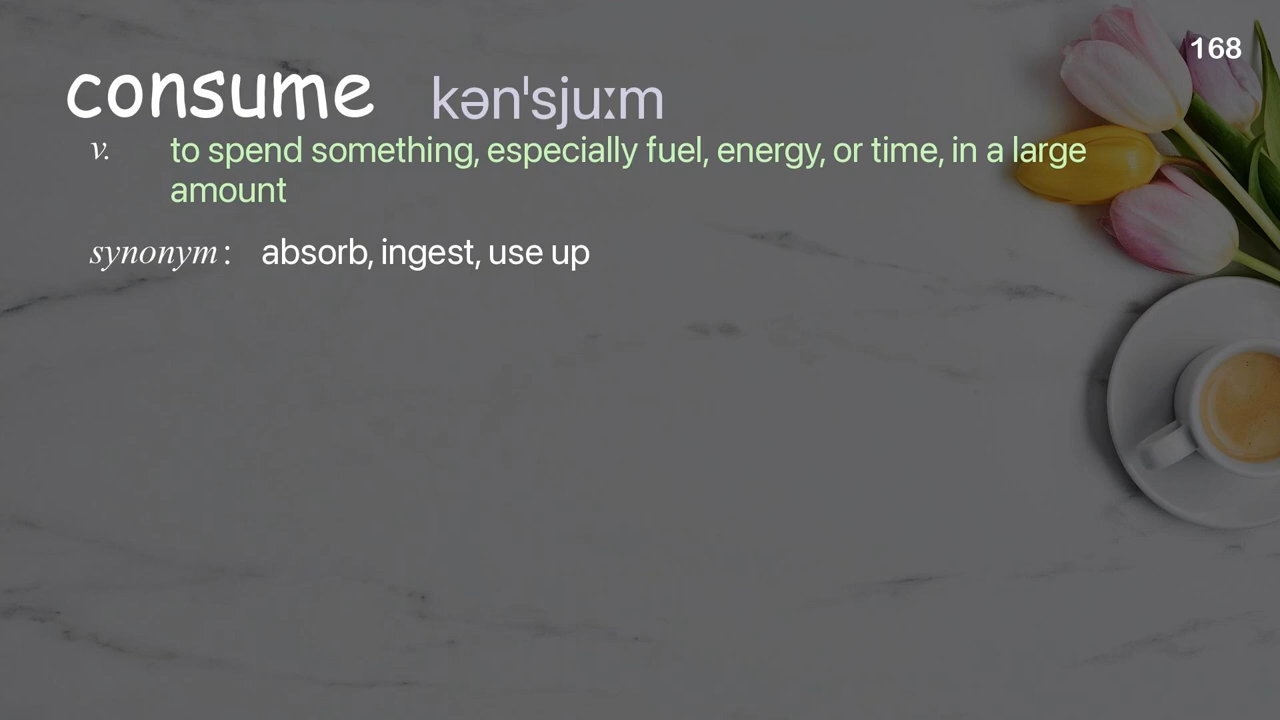 168
consume kən'sjuːm
v. to spend something, especially fuel, energy, or time, in a large
amount
synonym: absorb, ingest, use up